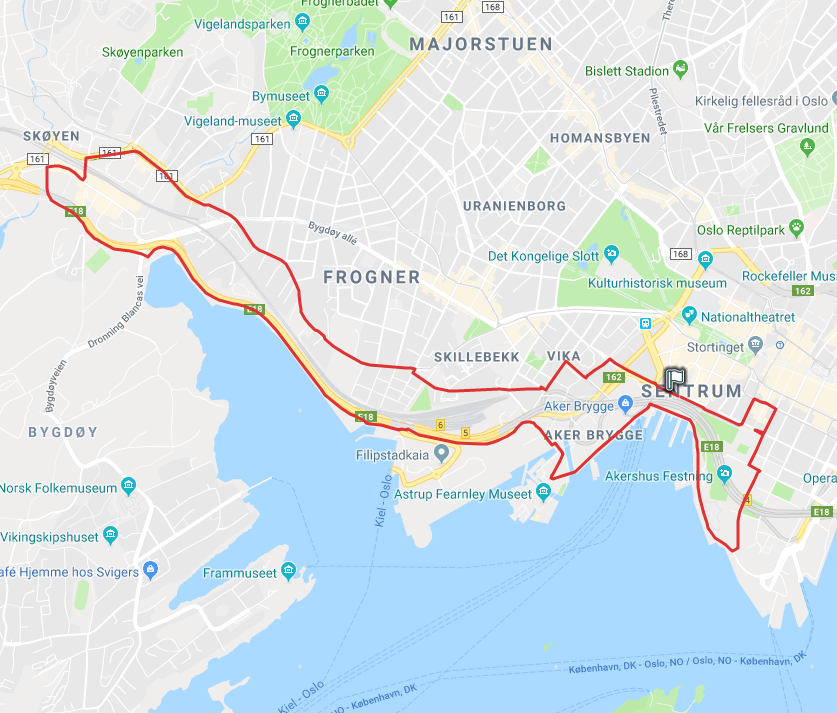 Frognerbadet
161
168
Vigelandsparken
Skøyenparken
Frognerparken
MAJORSTUEN
Bislett Stadion
Bymuseet
Pilestredet
Kirkelig fellesråd i Oslo
Vigeland-museet
Vår Frelsers Gravlund
SKØYEN
161
HOMANSBYEN
161
161
161
URANIENBORG
E18
Bygdøy allé
Oslo Reptilpark
Det Kongelige Slott
168
Kulturhistorisk museum
Rockefeller Mus
FROGNER
162
Dronning Blancas vei
E18
Nationaltheatret
Stortinget
SKILLEBEKK
VIKA
Bygdøyveien
162
SENTRUM
Aker Brygge
E18
6
5
BYGDØY
AKER BRYGGE
E18
Filipstadkaia
Akershus Festning
Opera
Norsk Folkemuseum
Astrup Fearnley Museet
4
E18
Kiel - Oslo
Vikingskipshuset
afé Hjemme hos Svigers
Frammuseet
København, DK - Oslo, NO / Oslo, NO - København, DK
Kiel - Oslo
NO - København, DK